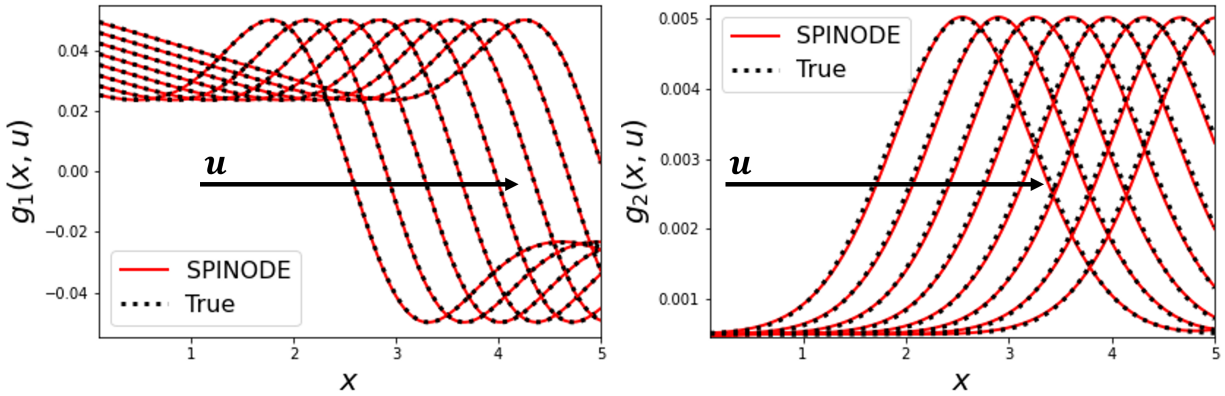 g₁(x, u)
0.04
0.02
0.00
−0.02
−0.04
u
SPINODE
True
1 2 3 4 5
x
g₂(x, u)
0.005
0.004
0.003
0.002
0.001
SPINODE
True
u
1 2 3 4 5
x